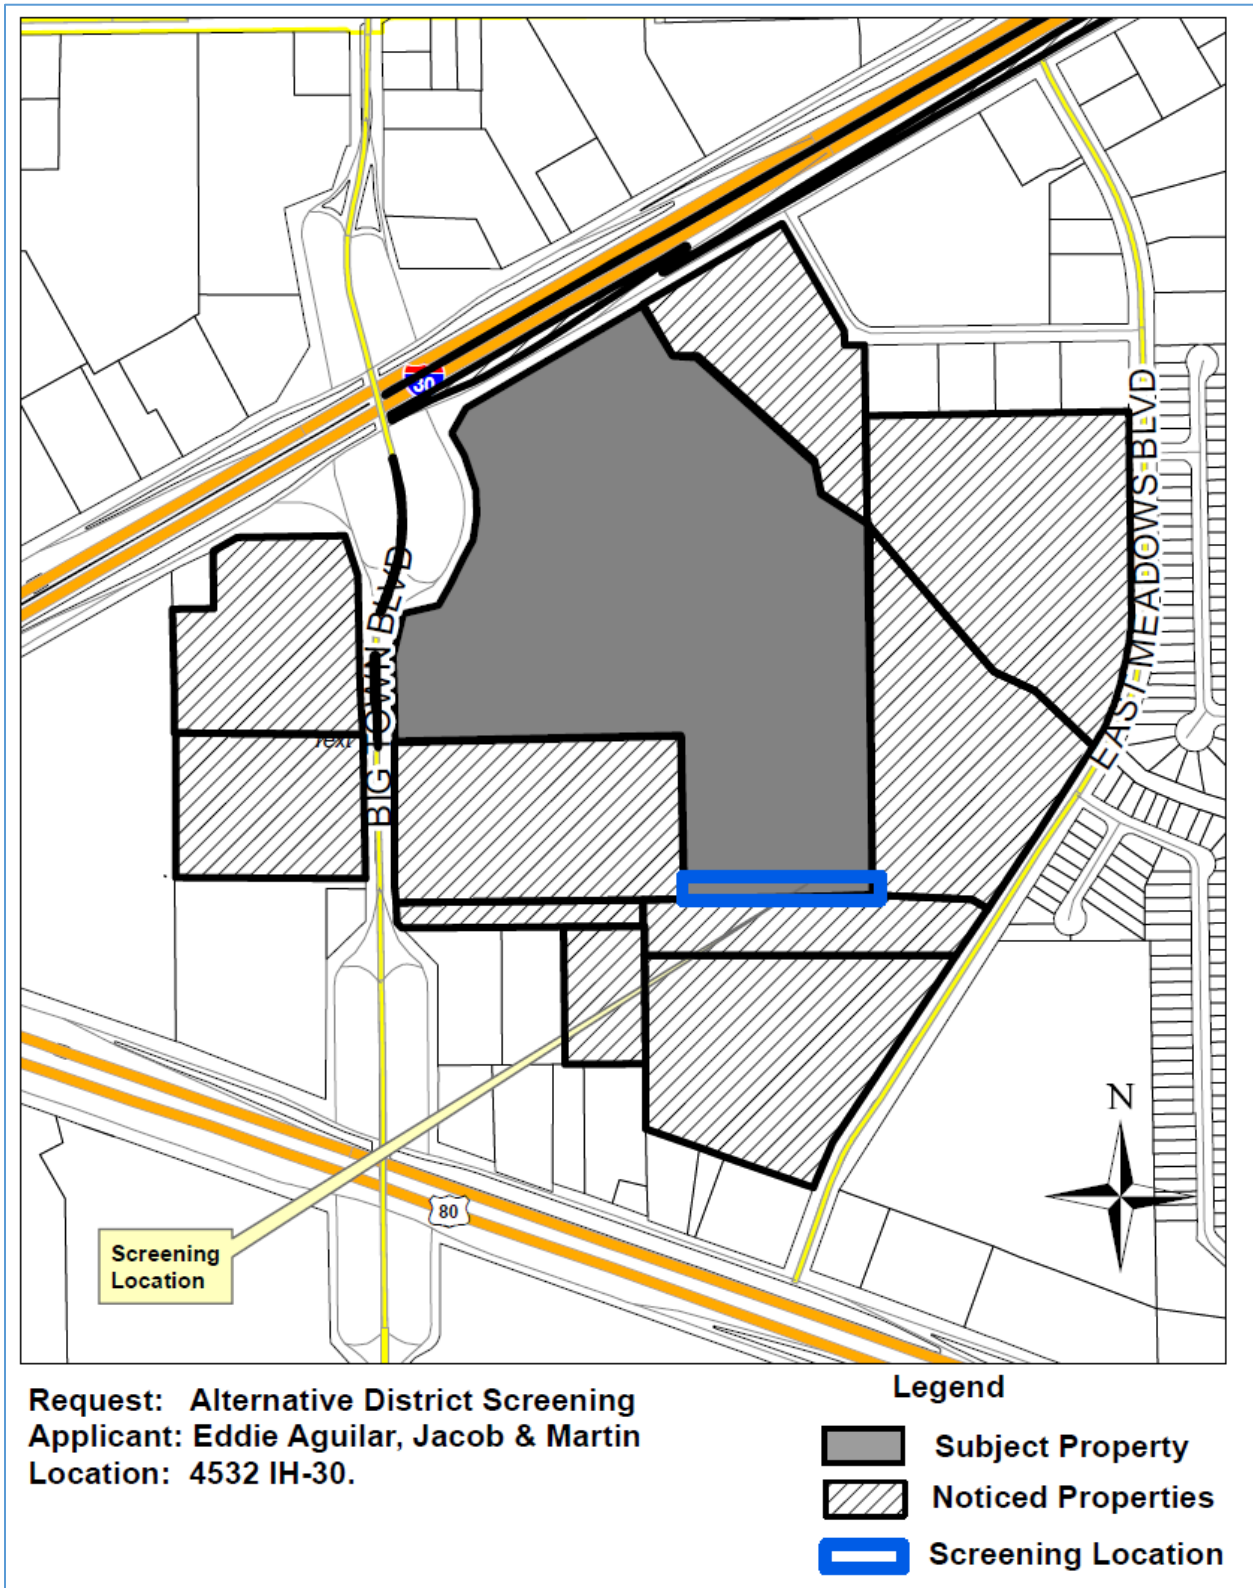 30
BIG TOWN BLVD
EAST MEADOWS BLVD
Text
N
80
Screening
Location
Request: Alternative District Screening
Applicant: Eddie Aguilar, Jacob & Martin
Location: 4532 IH-30.
Legend
Subject Property
Noticed Properties
Screening Location